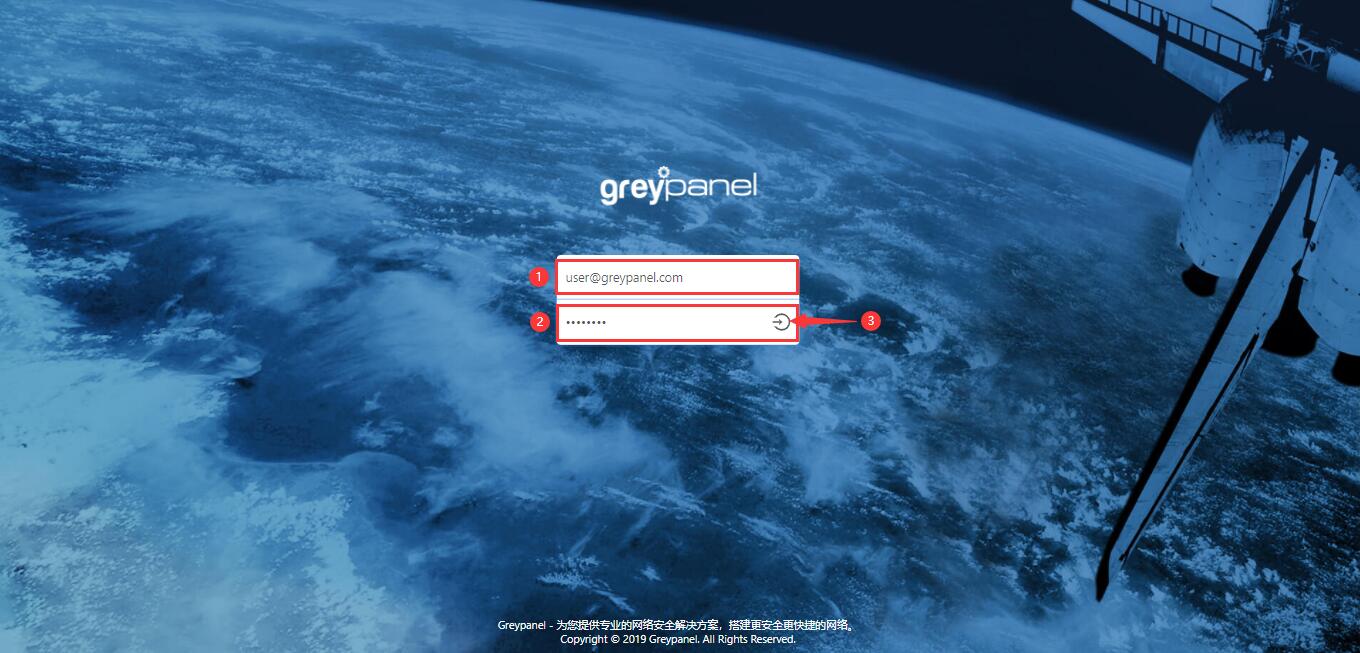 greypanel
1
user@greypanel.com
2
••••••••
3
Greypanel - 为您提供专业的网络安全解决方案，搭建更安全更快捷的网络。
Copyright © 2019 Greypanel. All Rights Reserved.